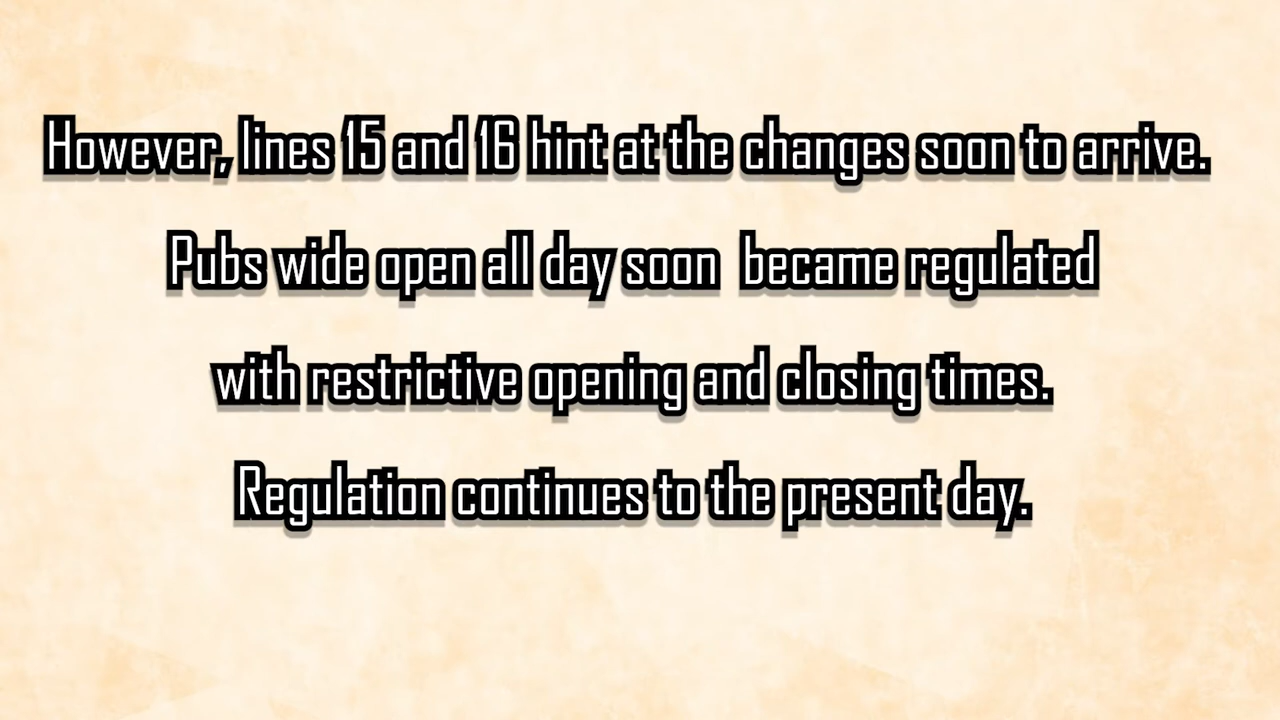 However, lines 15 and 16 hint at the changes soon to arrive.
Pubs wide open all day soon  became regulated
with restrictive opening and closing times.
Regulation continues to the present day.